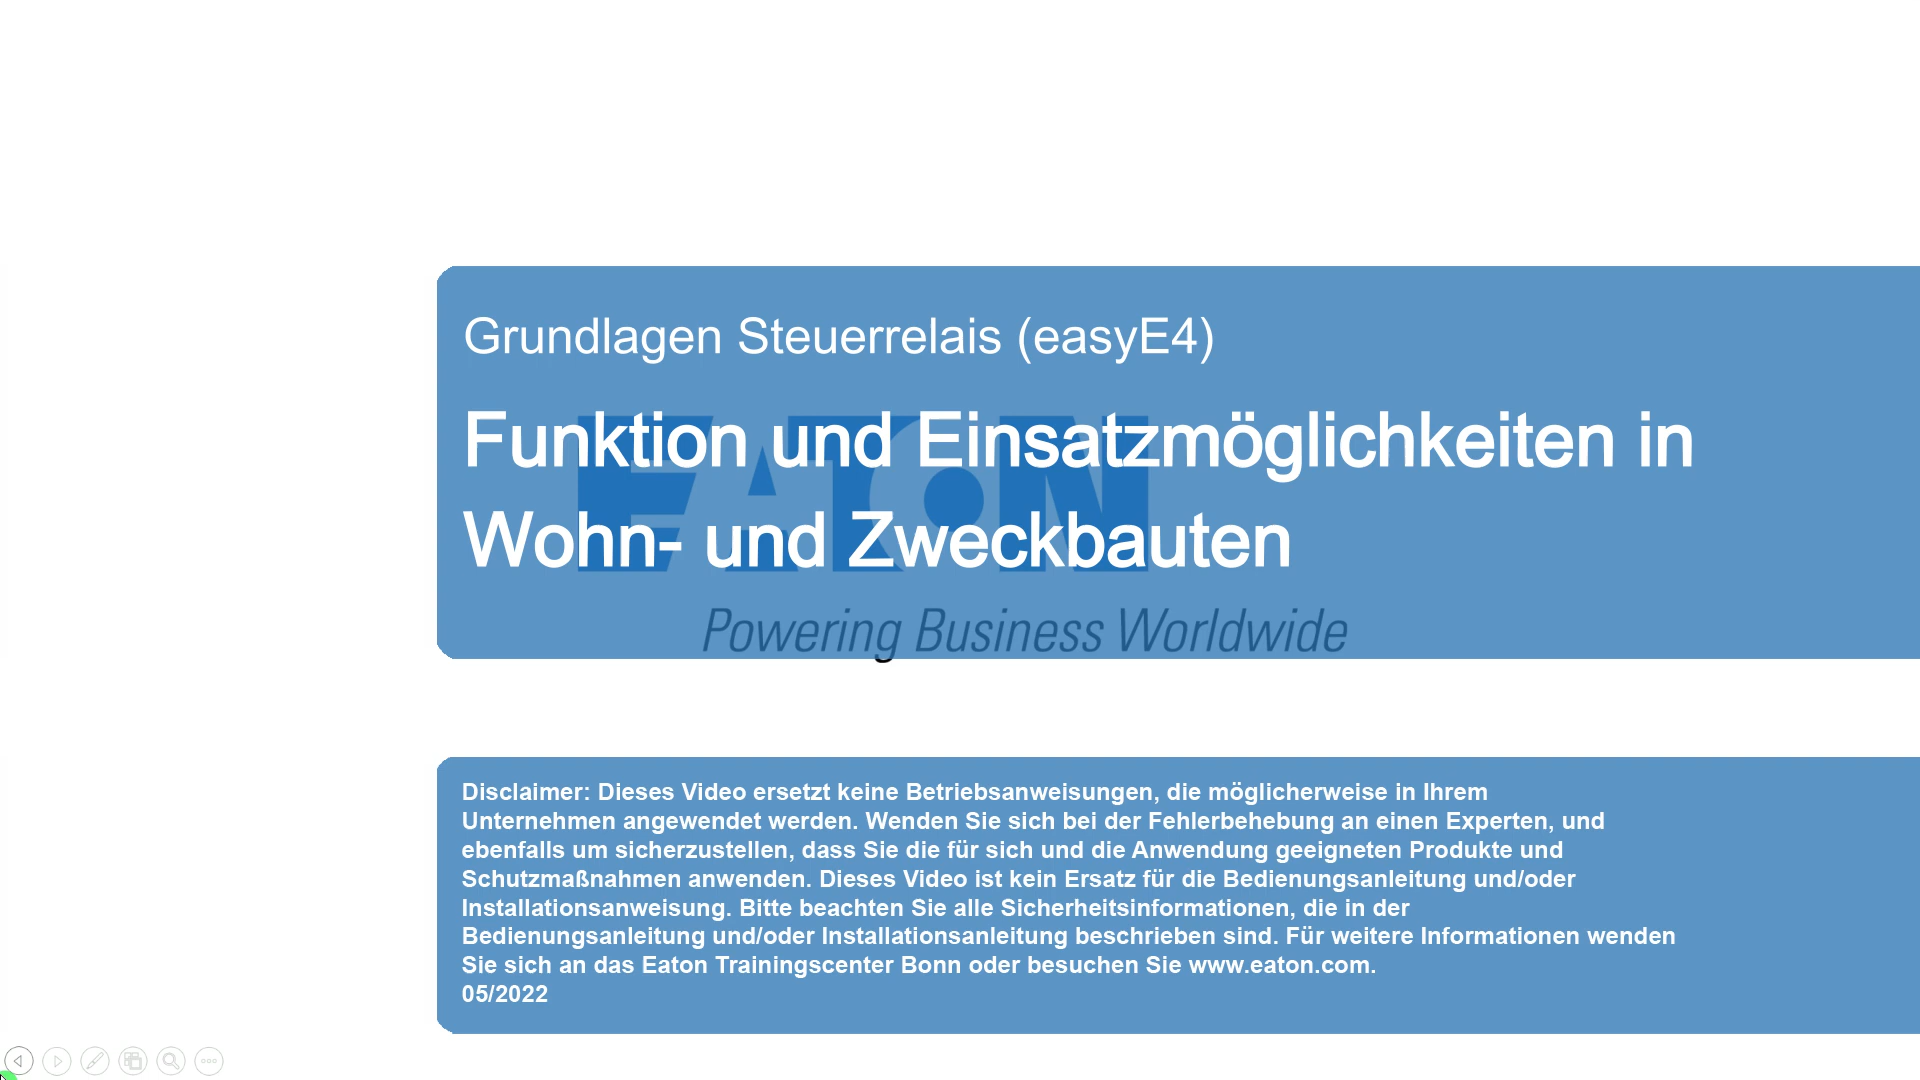 Grundlagen Steuerrelais (easyE4)
Funktion und Einsatzmöglichkeiten in
Wohn- und Zweckbauten
EATON
Powering Business Worldwide
Disclaimer: Dieses Video ersetzt keine Betriebsanweisungen, die möglicherweise in Ihrem
Unternehmen angewendet werden. Wenden Sie sich bei der Fehlerbehebung an einen Experten, und
ebenfalls um sicherzustellen, dass Sie die für sich und die Anwendung geeigneten Produkte und
Schutzmaßnahmen anwenden. Dieses Video ist kein Ersatz für die Bedienungsanleitung und/oder
Installationsanweisung. Bitte beachten Sie alle Sicherheitsinformationen, die in der
Bedienungsanleitung und/oder Installationsanleitung beschrieben sind. Für weitere Informationen wenden
Sie sich an das Eaton Trainingscenter Bonn oder besuchen Sie www.eaton.com.
05/2022